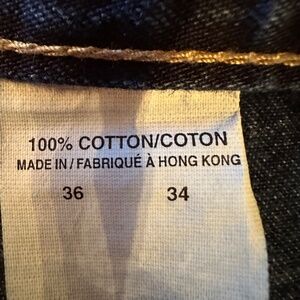 100% COTTON/COTON
MADE IN / FABRIQUÉ À HONG KONG
36 34